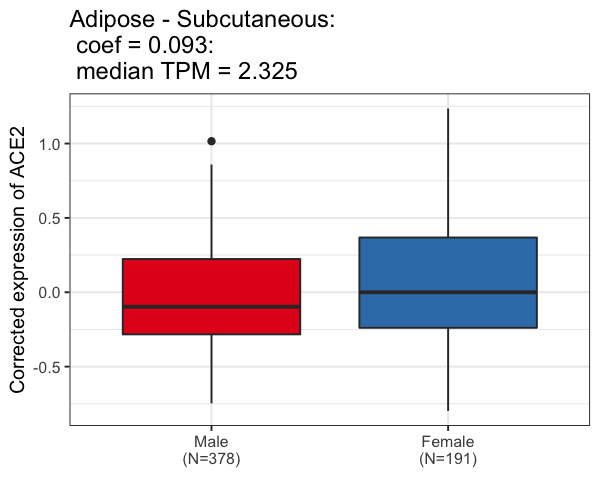 Adipose - Subcutaneous:
coef = 0.093:
median TPM = 2.325
Corrected expression of ACE2
1.0
0.5
0.0
-0.5
Male
(N=378)
Female
(N=191)